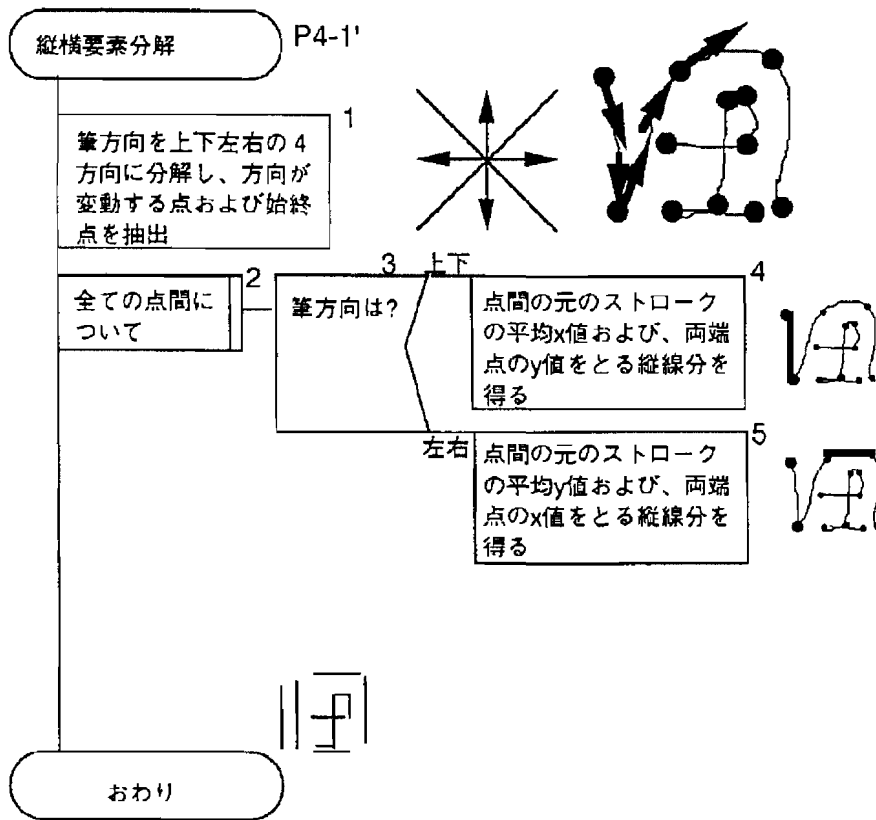 縦横要素分解
P4-1'
1
筆方向を上下左右の4
方向に分解し、方向が
変動する点および始終
点を抽出
2
全ての点間に
ついて
3
筆方向は?
上下
4
点間の元のストローク
の平均x値および、両端
点のy値をとる縦線分を
得る
左右
5
点間の元のストローク
の平均y値および、両端
点のx値をとる縦線分を
得る
おわり